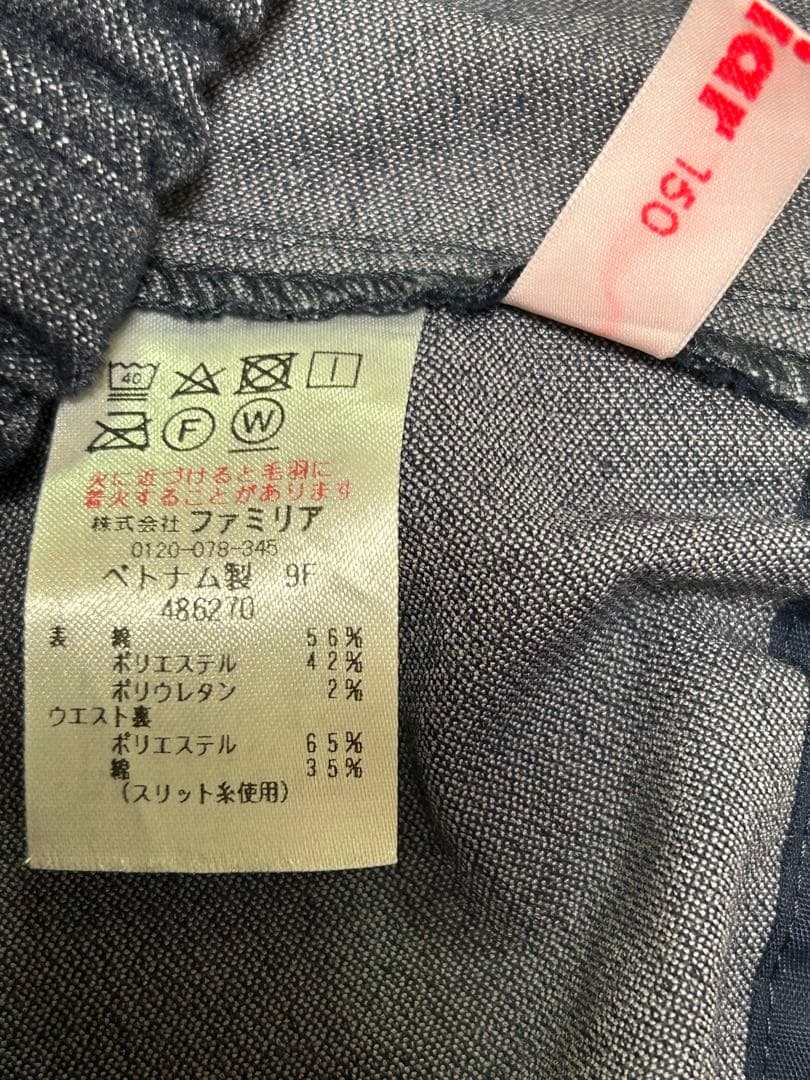 iar 150
40
F W
火に近づけると毛羽に
着火することがあります
株式会社 ファミリア
0120-078-345
ベトナム製 9F
486270
表 綿 56%
ポリエステル 42%
ポリウレタン 2%
ウエスト裏
ポリエステル 65%
綿 35%
(スリット糸使用)